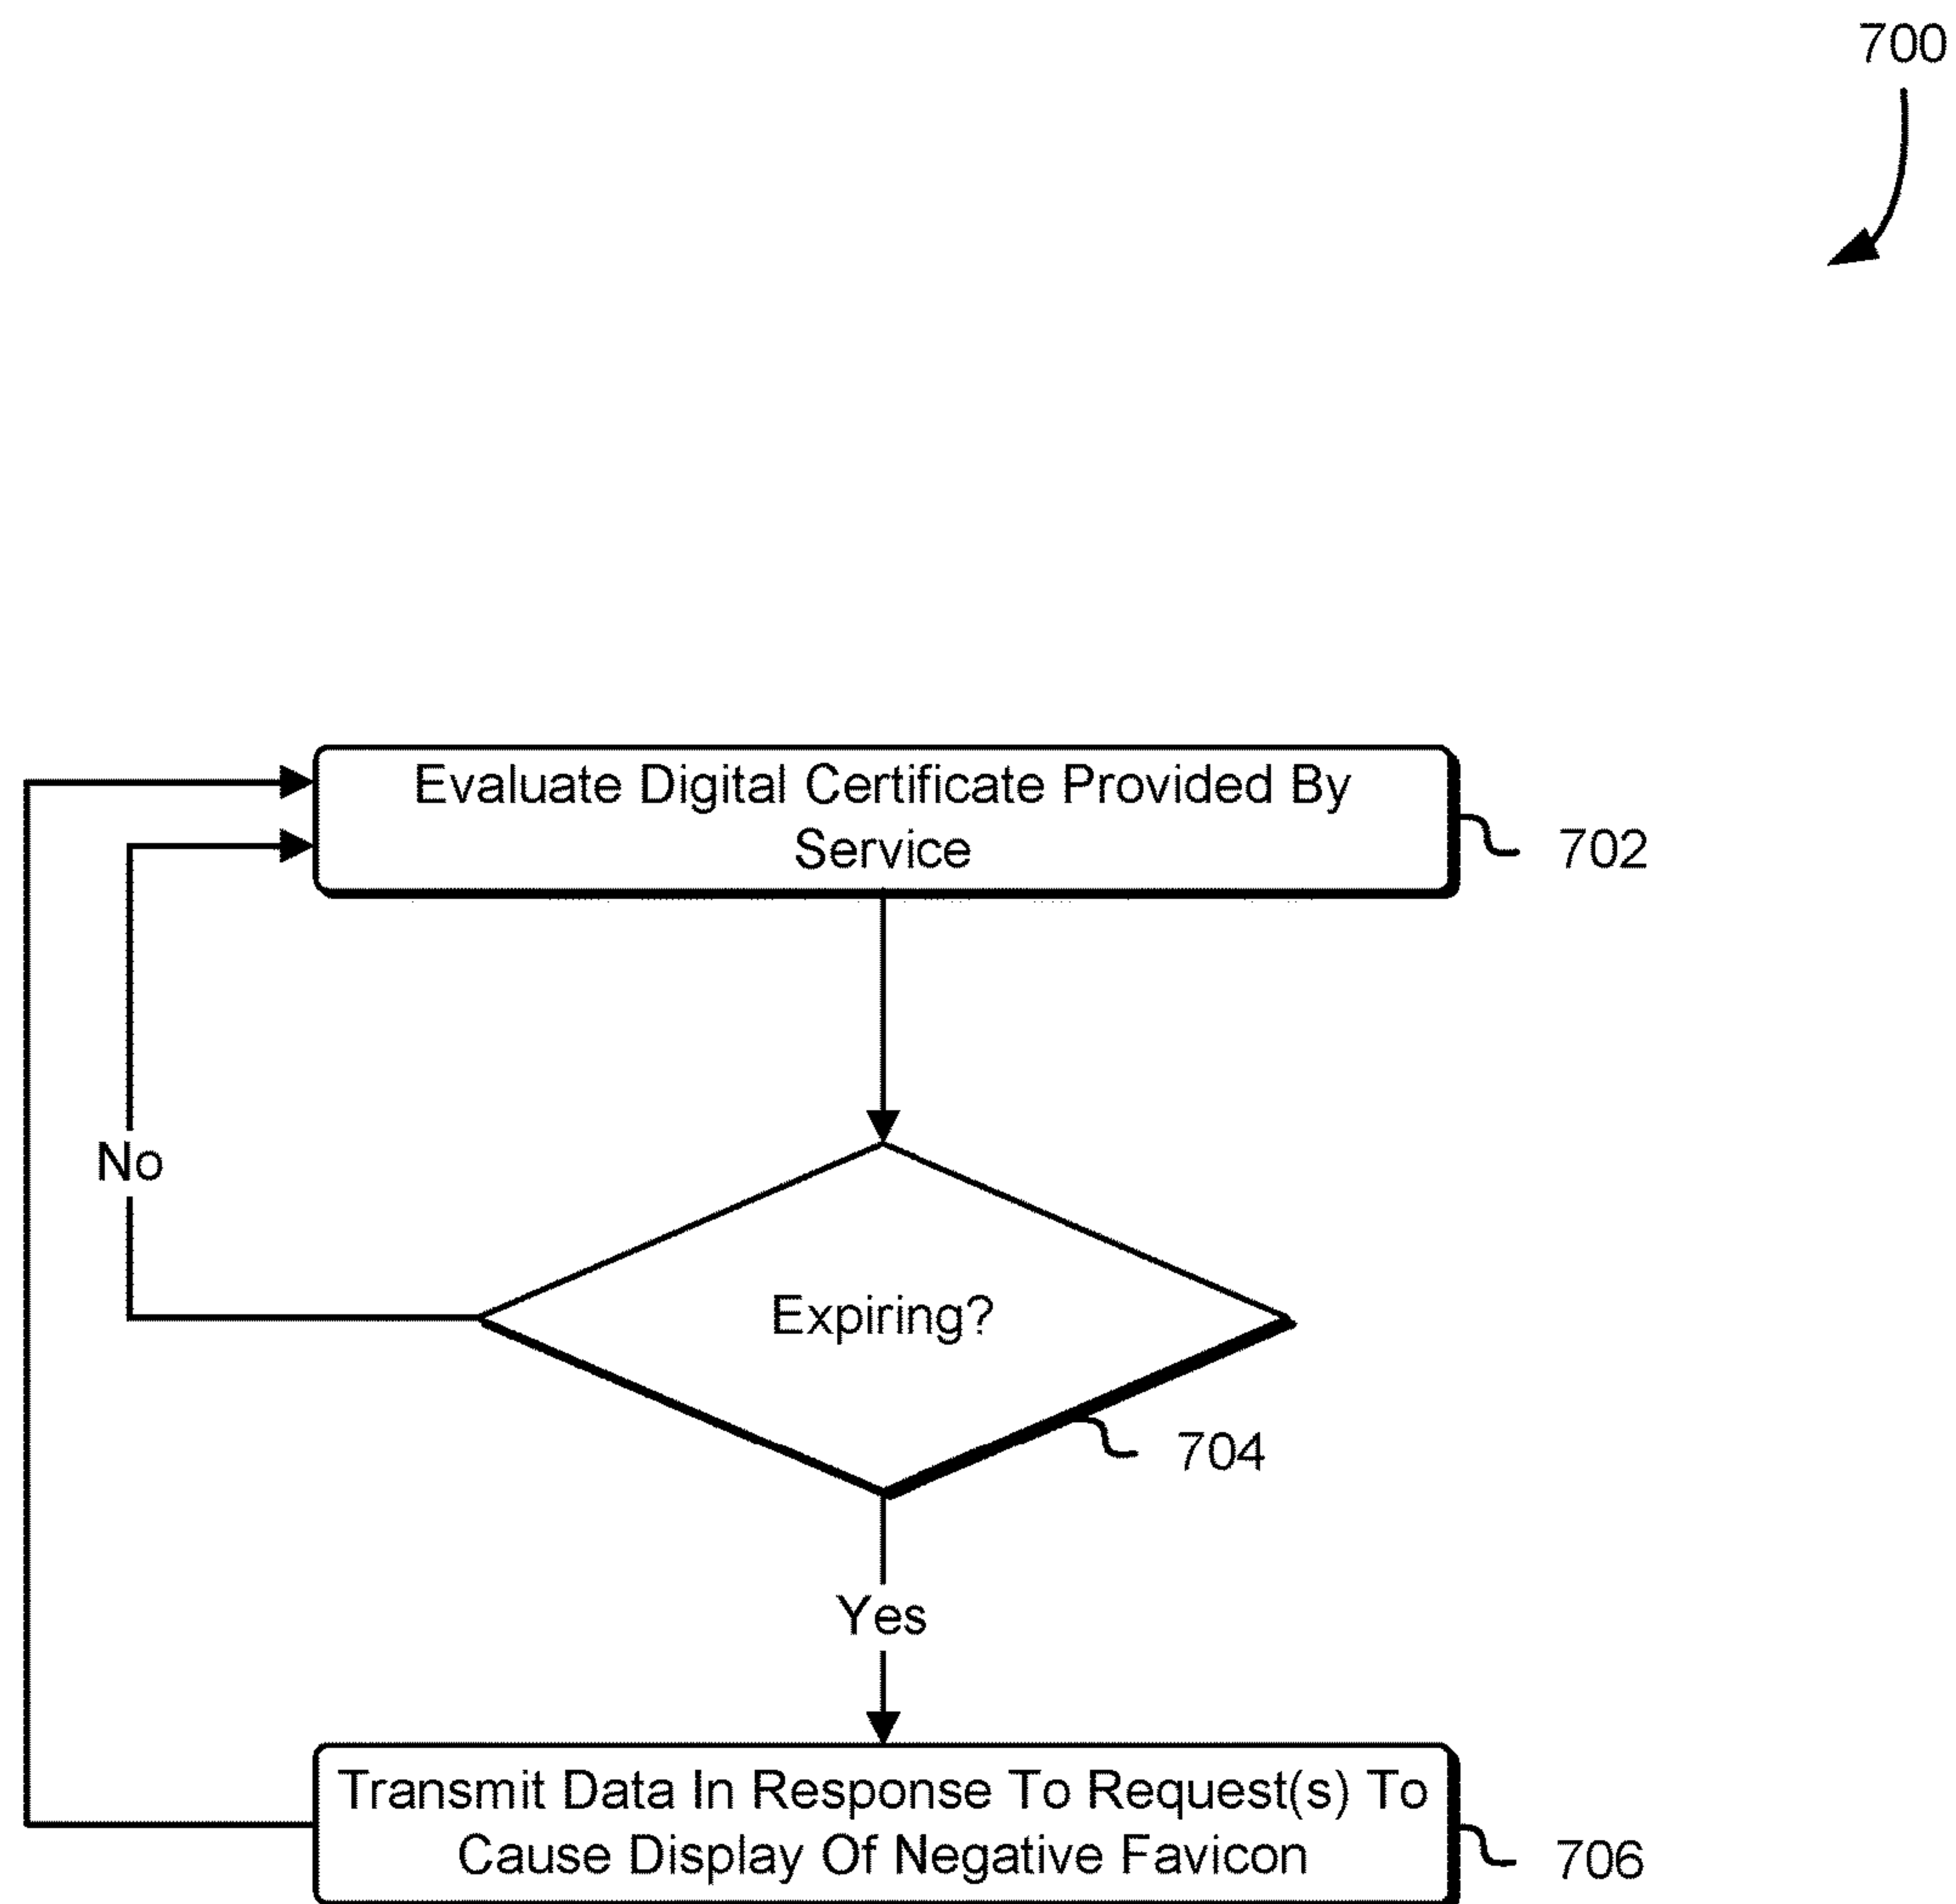 700
Evaluate Digital Certificate Provided By
Service
702
No
Expiring?
704
Yes
Transmit Data In Response To Request(s) To
Cause Display Of Negative Favicon
706